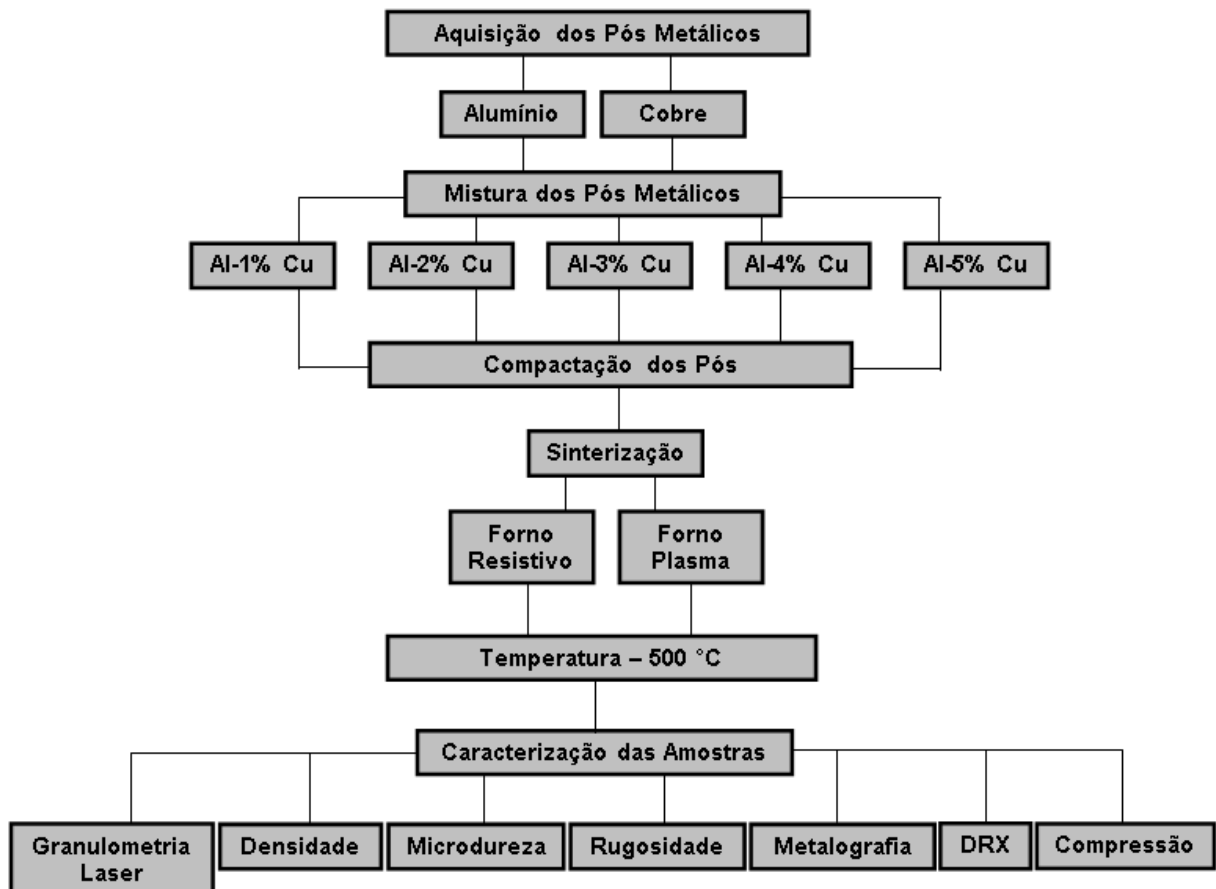 Aquisição dos Pós Metálicos
Alumínio
Cobre
Mistura dos Pós Metálicos
Al-1% Cu
Al-2% Cu
Al-3% Cu
Al-4% Cu
Al-5% Cu
Compactação dos Pós
Sinterização
Forno
Resistivo
Forno
Plasma
Temperatura – 500 °C
Caracterização das Amostras
Granulometria
Laser
Densidade
Microdureza
Rugosidade
Metalografia
DRX
Compressão